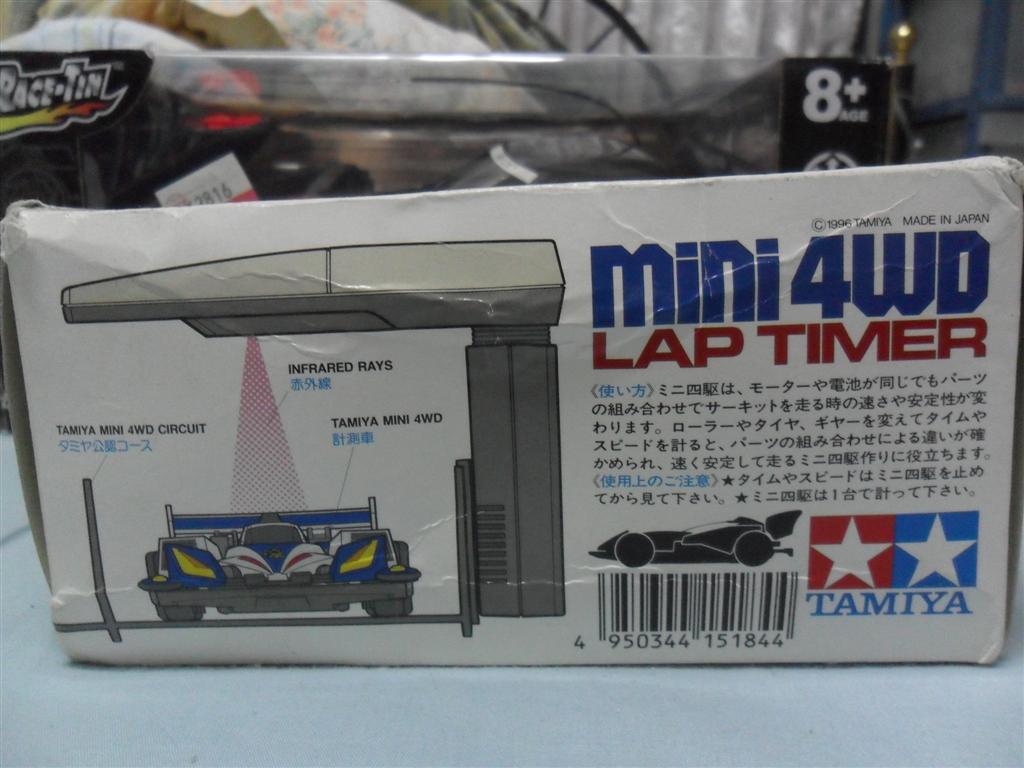 RACE-TIN
8+
AGE
2816
©1996 TAMIYA MADE IN JAPAN
mini 4WD
LAP TIMER
INFRARED RAYS
赤外線
TAMIYA MINI 4WD CIRCUIT
タミヤ公認コース
TAMIYA MINI 4WD
計測車
《使い方》ミニ四駆は、モーターや電池が同じでもパーツ
の組み合わせでサーキットを走る時の速さや安定性が変
わります。ローラーやタイヤ、ギヤーを変えてタイムや
スピードを計ると、パーツの組み合わせによる違いが確
かめられ、速く安定して走るミニ四駆作りに役立ちます。
《使用上のご注意》★タイムやスピードはミニ四駆を止め
てから見て下さい。★ミニ四駆は1台で計って下さい。
TAMIYA
4 950344 151844